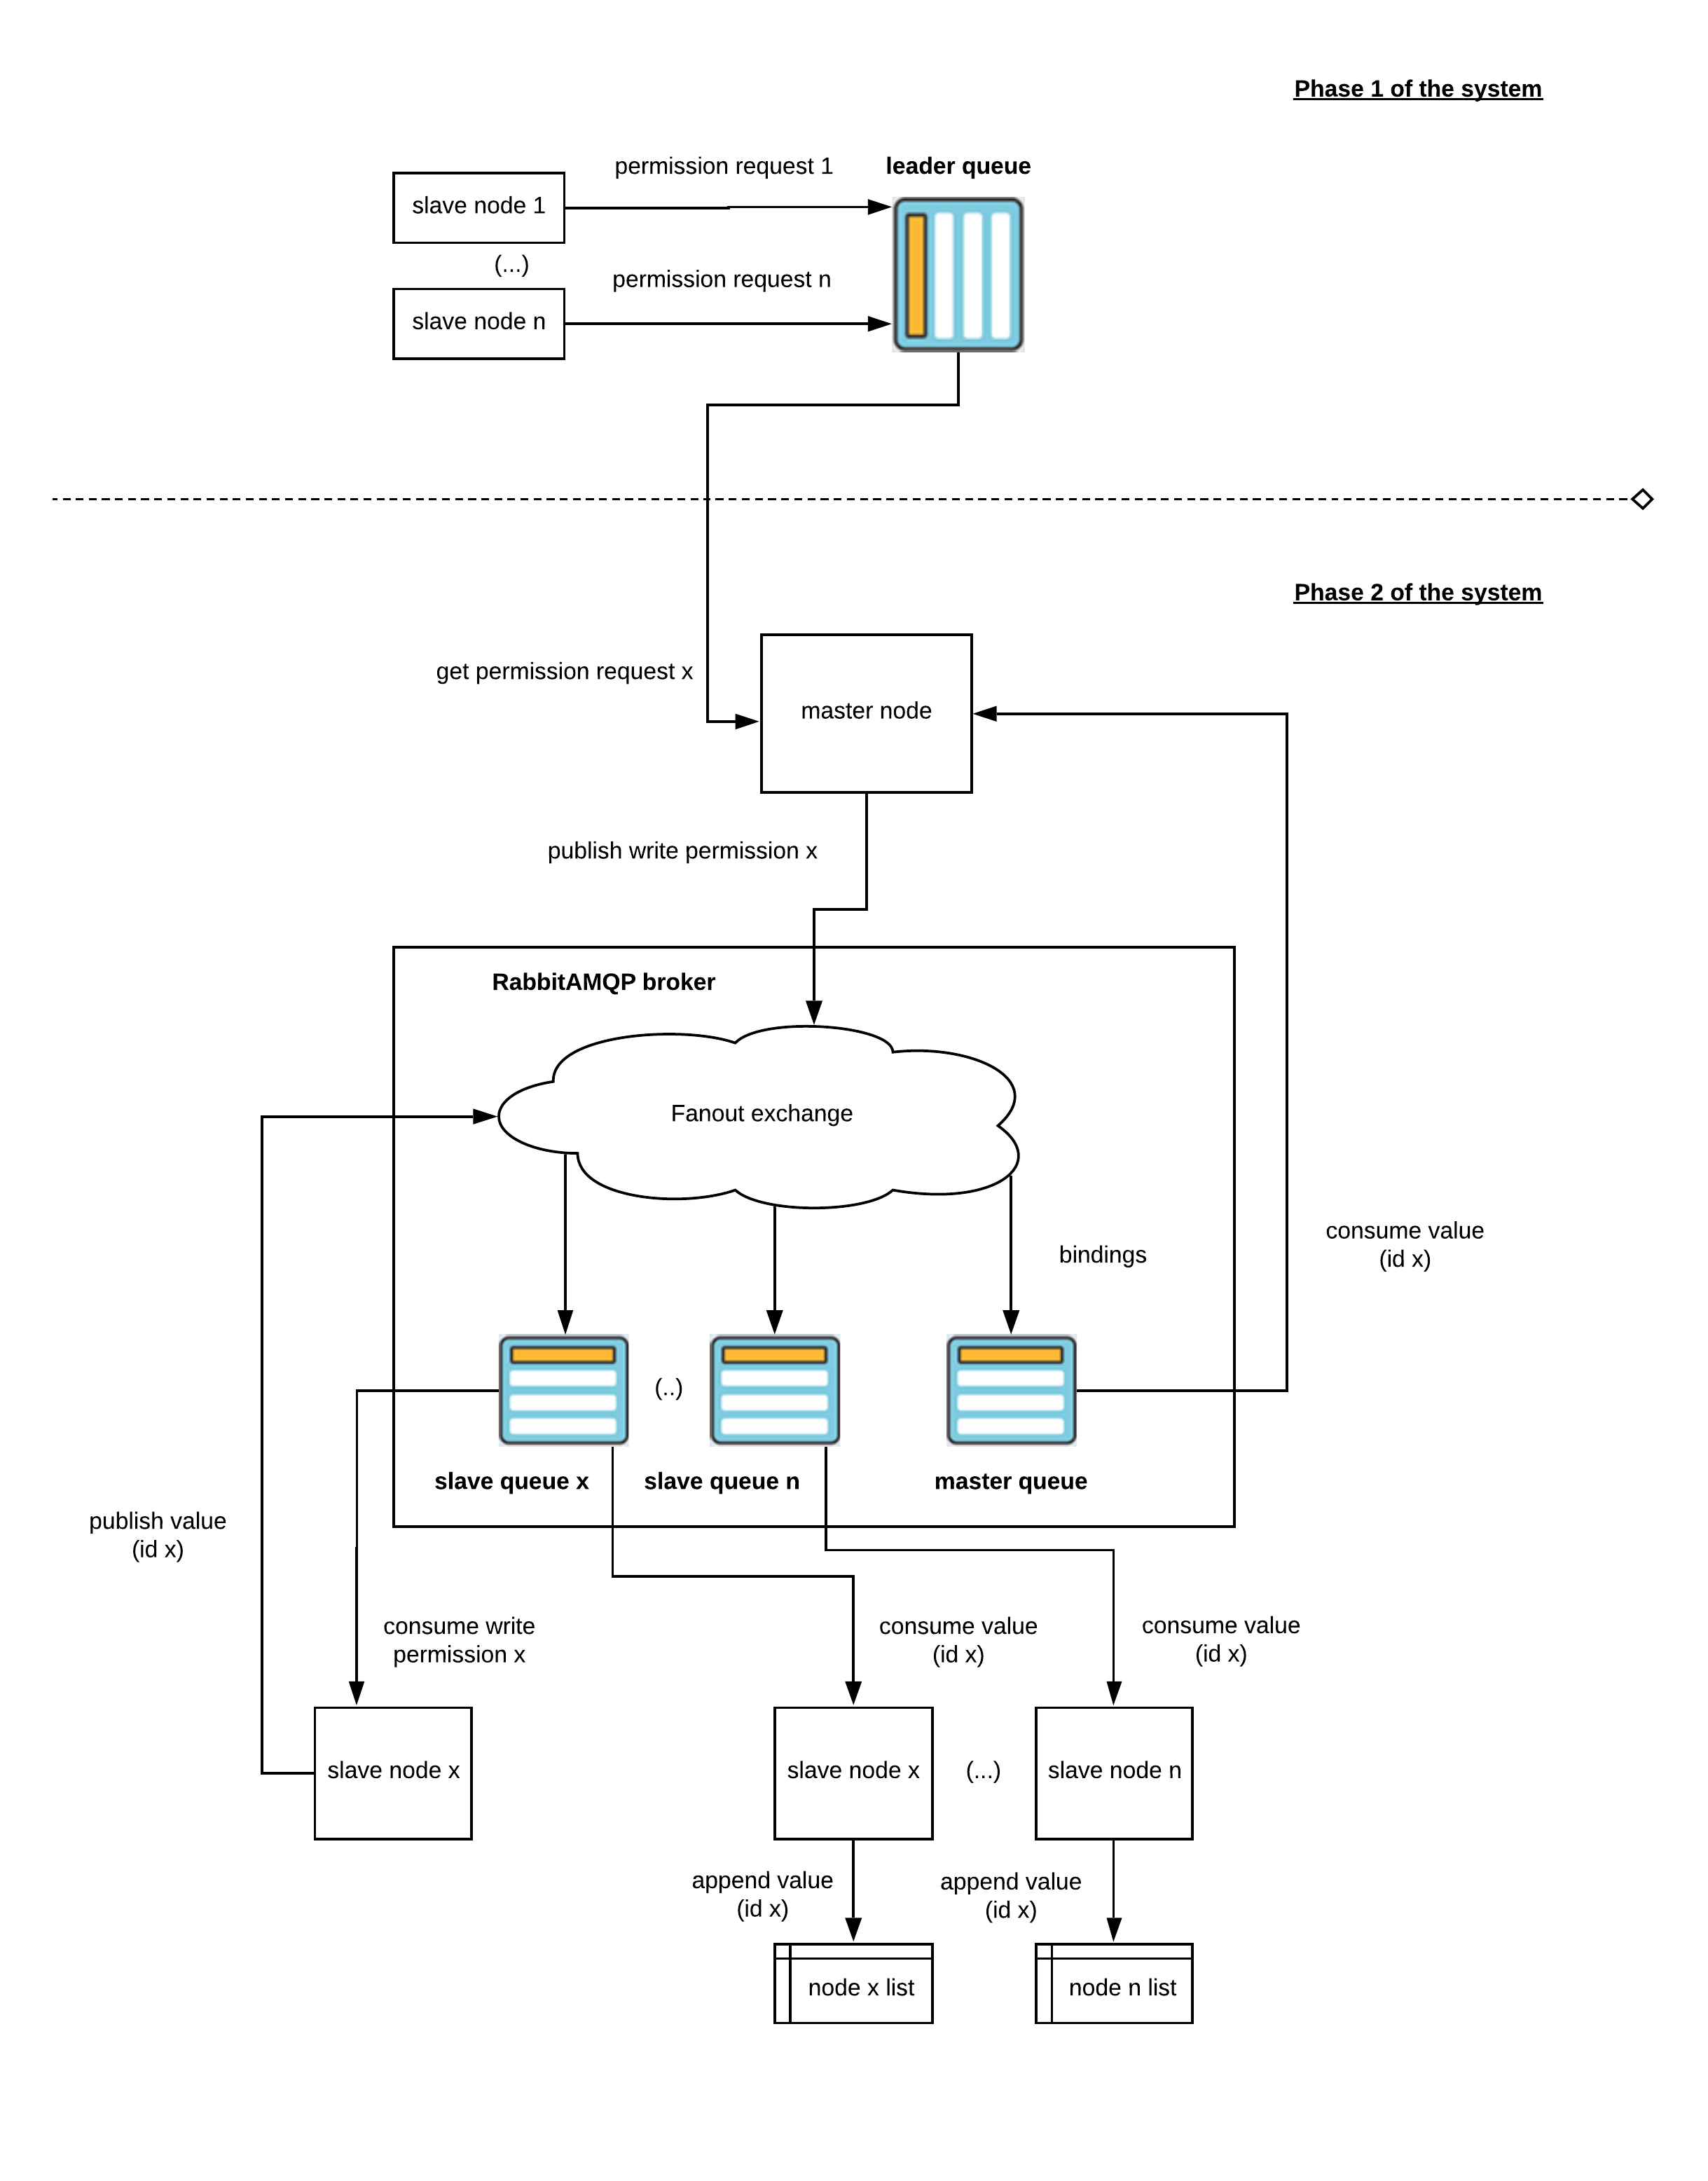 Phase 1 of the system
permission request 1
leader queue
slave node 1
(...)
permission request n
slave node n
Phase 2 of the system
get permission request x
master node
publish write permission x
RabbitAMQP broker
Fanout exchange
bindings
consume value
(id x)
(..)
slave queue x
slave queue n
master queue
publish value
(id x)
consume write
permission x
consume value
(id x)
consume value
(id x)
slave node x
slave node x
(...)
slave node n
append value
(id x)
append value
(id x)
node x list
node n list